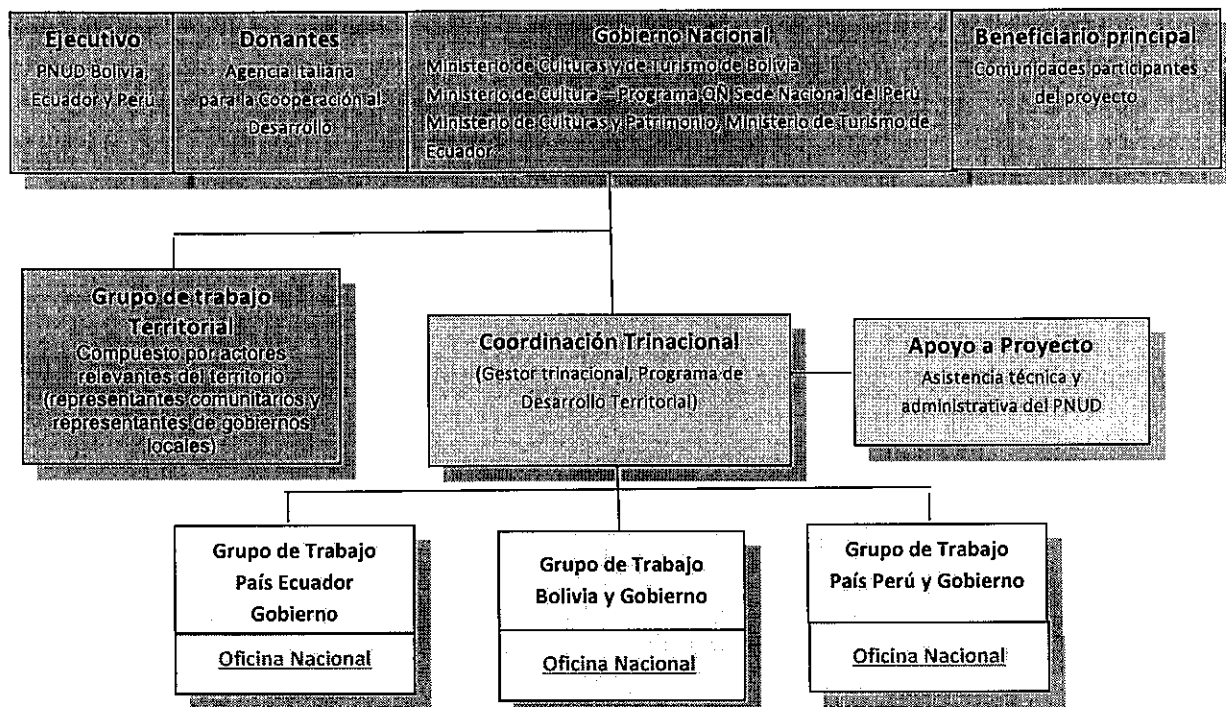 Ejecutivo
PNUD Bolivia,
Ecuador y Perú
Donantes
Agencia Italiana
para la Cooperación al
Desarrollo
Gobierno Nacional
Ministerio de Culturas y de Turismo de Bolivia
Ministerio de Cultura – Programa QÑ Sede Nacional del Perú
Ministerio de Culturas y Patrimonio, Ministerio de Turismo de
Ecuador
Beneficiario principal
Comunidades participantes
del proyecto
Grupo de trabajo
Territorial
Compuesto por actores
relevantes del territorio
(representantes comunitarios y
representantes de gobiernos
locales)
Coordinación Trinacional
(Gestor trinacional, Programa de
Desarrollo Territorial)
Apoyo a Proyecto
Asistencia técnica y
administrativa del PNUD
Grupo de Trabajo
País Ecuador
Gobierno
Oficina Nacional
Grupo de Trabajo
Bolivia y Gobierno
Oficina Nacional
Grupo de Trabajo
País Perú y Gobierno
Oficina Nacional